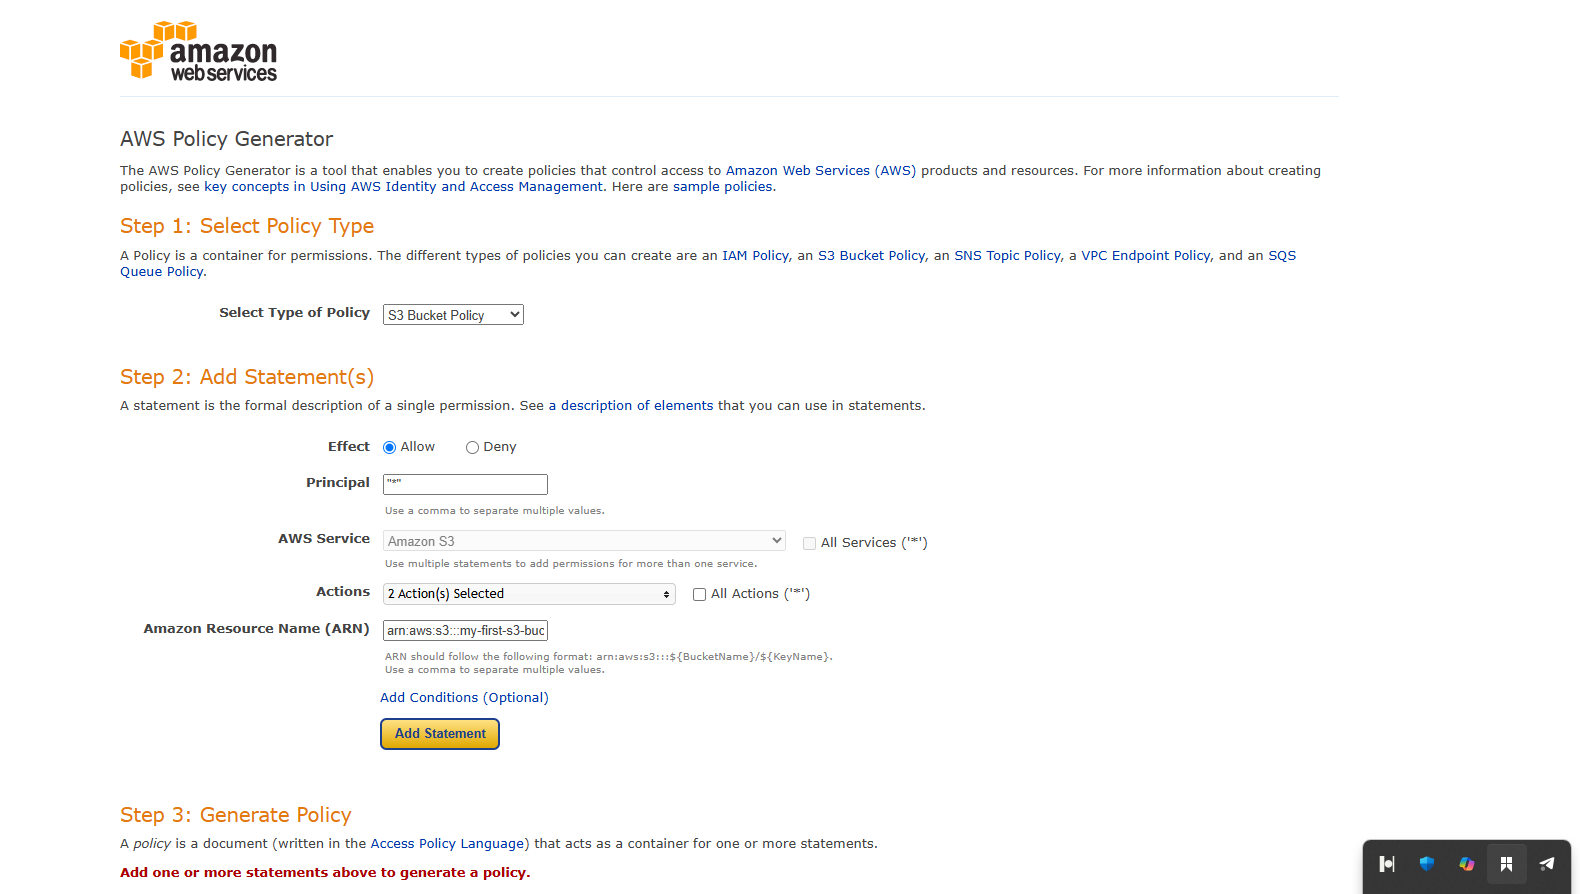 amazon
web services
AWS Policy Generator
The AWS Policy Generator is a tool that enables you to create policies that control access to Amazon Web Services (AWS) products and resources. For more information about creating
policies, see key concepts in Using AWS Identity and Access Management. Here are sample policies.
Step 1: Select Policy Type
A Policy is a container for permissions. The different types of policies you can create are an IAM Policy, an S3 Bucket Policy, an SNS Topic Policy, a VPC Endpoint Policy, and an SQS
Queue Policy.
Select Type of Policy S3 Bucket Policy
Step 2: Add Statement(s)
A statement is the formal description of a single permission. See a description of elements that you can use in statements.
Effect Allow Deny
Principal "*"
Use a comma to separate multiple values.
AWS Service Amazon S3 All Services ('*')
Use multiple statements to add permissions for more than one service.
Actions 2 Action(s) Selected All Actions ('*')
Amazon Resource Name (ARN) arn:aws:s3:::my-first-s3-buc
ARN should follow the following format: arn:aws:s3:::${BucketName}/${KeyName}.
Use a comma to separate multiple values.
Add Conditions (Optional)
Add Statement
Step 3: Generate Policy
A policy is a document (written in the Access Policy Language) that acts as a container for one or more statements.
Add one or more statements above to generate a policy.